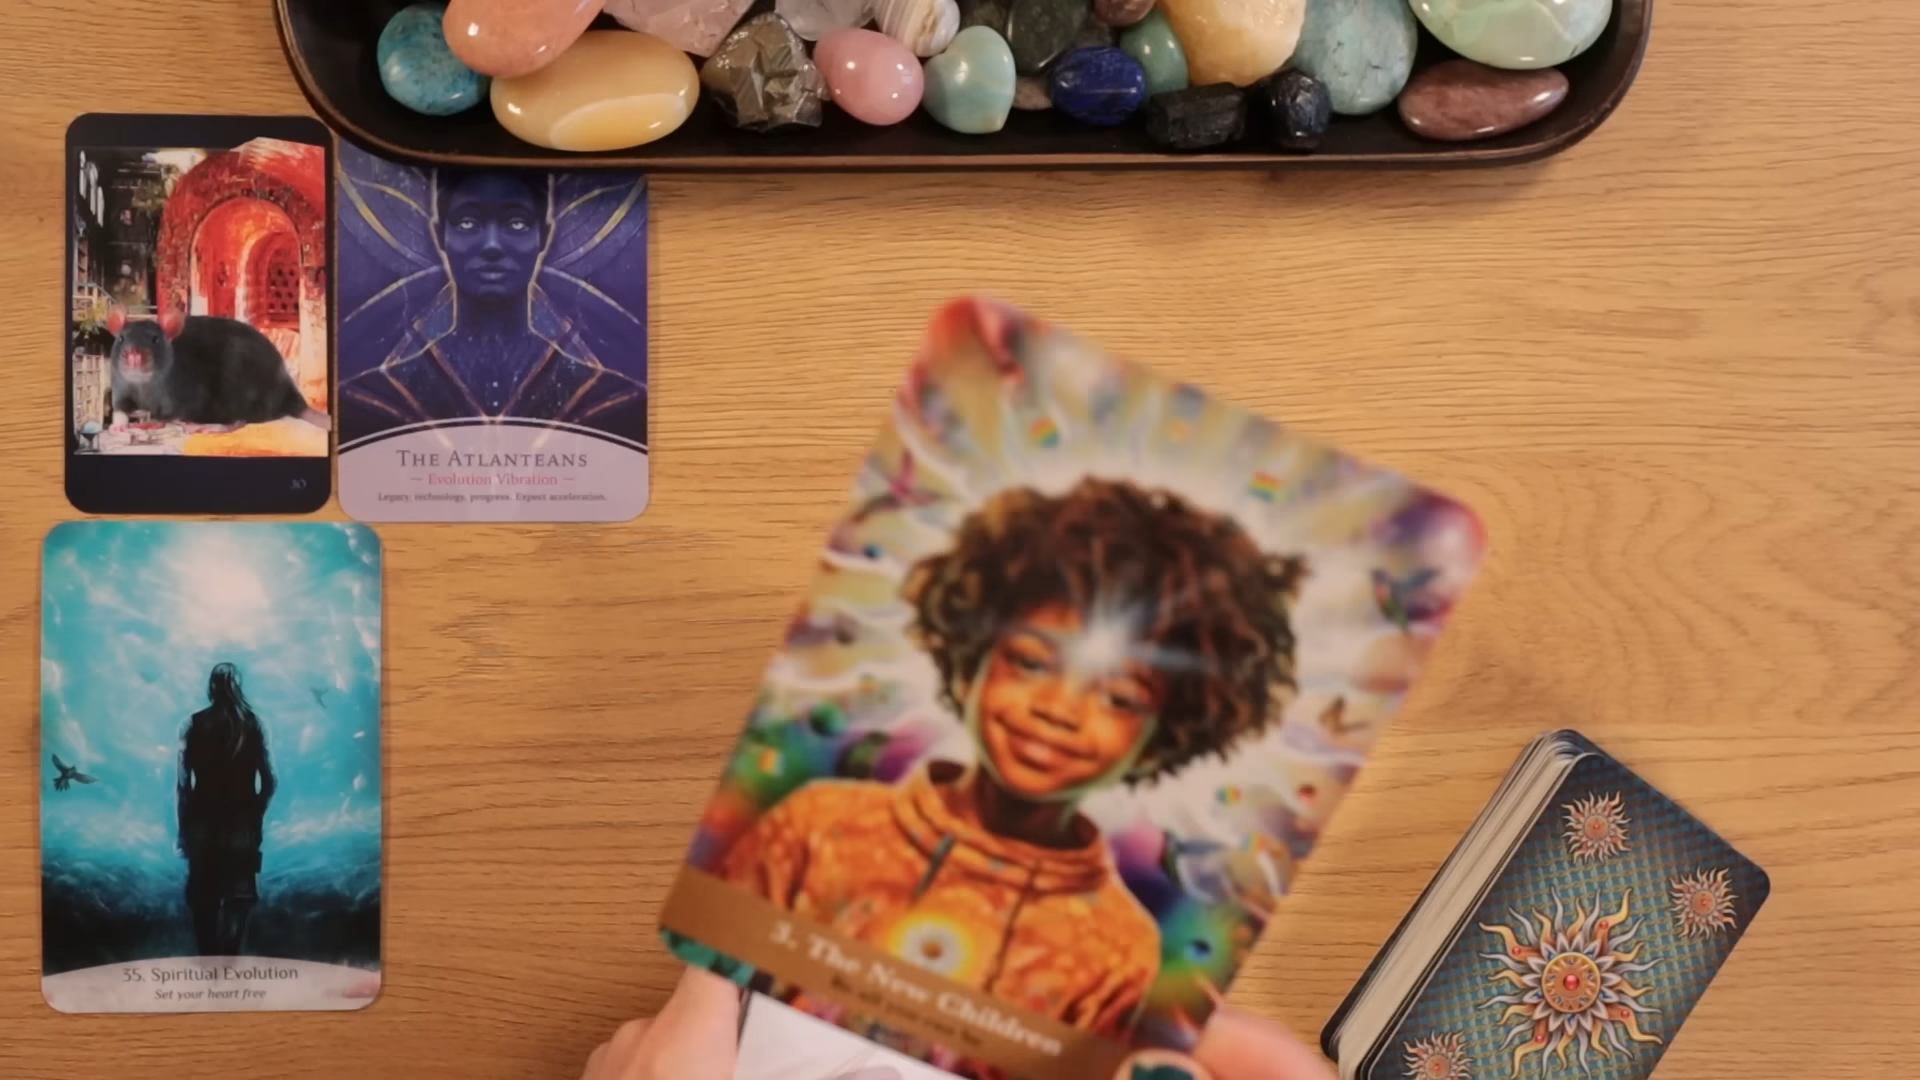 30
THE ATLANTEANS
— Evolution Vibration —
Legacy, technology, progress. Expect acceleration.
35. Spiritual Evolution
Set your heart free
3. The New Children